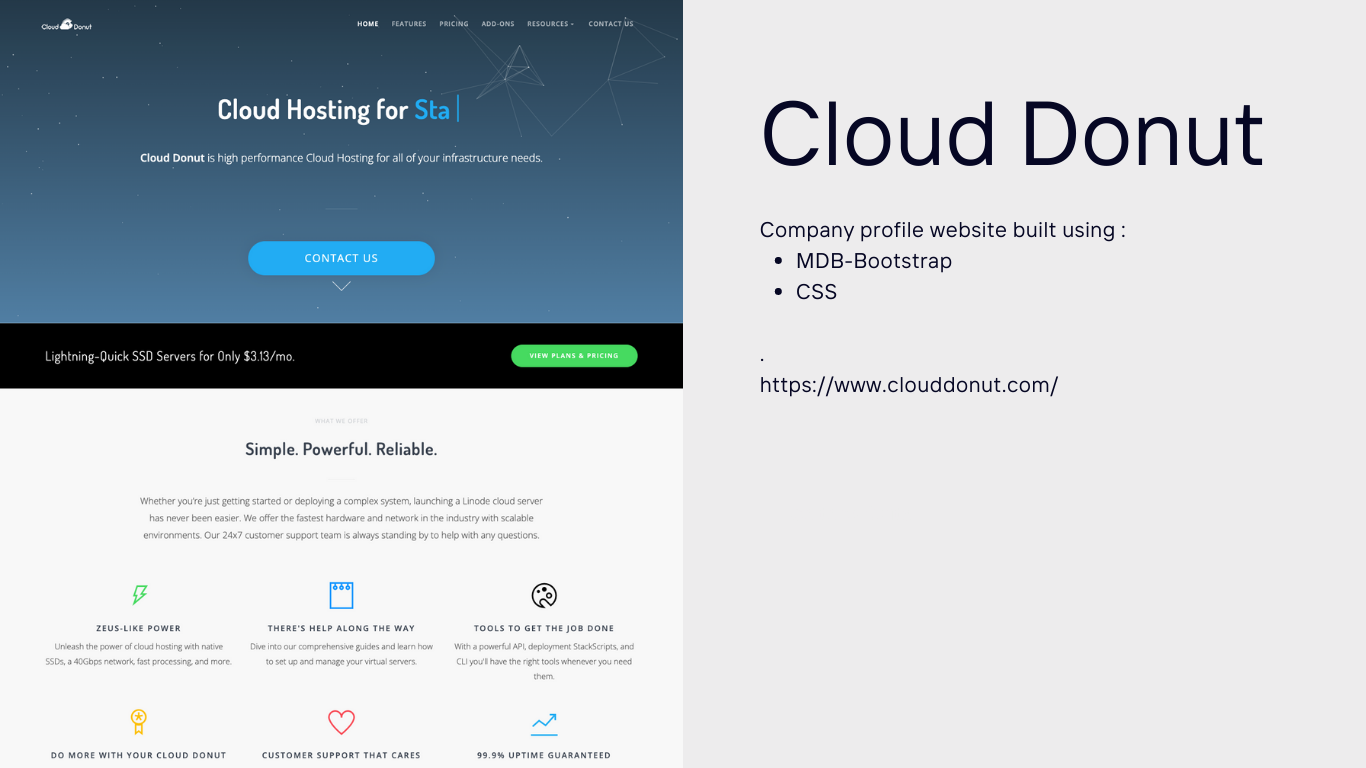 Cloud Donut
HOME FEATURES PRICING ADD-ONS RESOURCES CONTACT US
Cloud Hosting for Sta
Cloud Donut is high performance Cloud Hosting for all of your infrastructure needs.
CONTACT US
Lightning-Quick SSD Servers for Only $3.13/mo.
VIEW PLANS & PRICING
WHAT WE OFFER
Simple. Powerful. Reliable.
Whether you're just getting started or deploying a complex system, launching a Linode cloud server
has never been easier. We offer the fastest hardware and network in the industry with scalable
environments. Our 24x7 customer support team is always standing by to help with any questions.
ZEUS-LIKE POWER
Unleash the power of cloud hosting with native
SSDs, a 40Gbps network, fast processing, and more.
THERE'S HELP ALONG THE WAY
Dive into our comprehensive guides and learn how
to set up and manage your virtual servers.
TOOLS TO GET THE JOB DONE
With a powerful API, deployment StackScripts, and
CLI you'll have the right tools whenever you need
them.
DO MORE WITH YOUR CLOUD DONUT
CUSTOMER SUPPORT THAT CARES
99.9% UPTIME GUARANTEED
Cloud Donut
Company profile website built using :
• MDB-Bootstrap
• CSS
.
https://www.clouddonut.com/